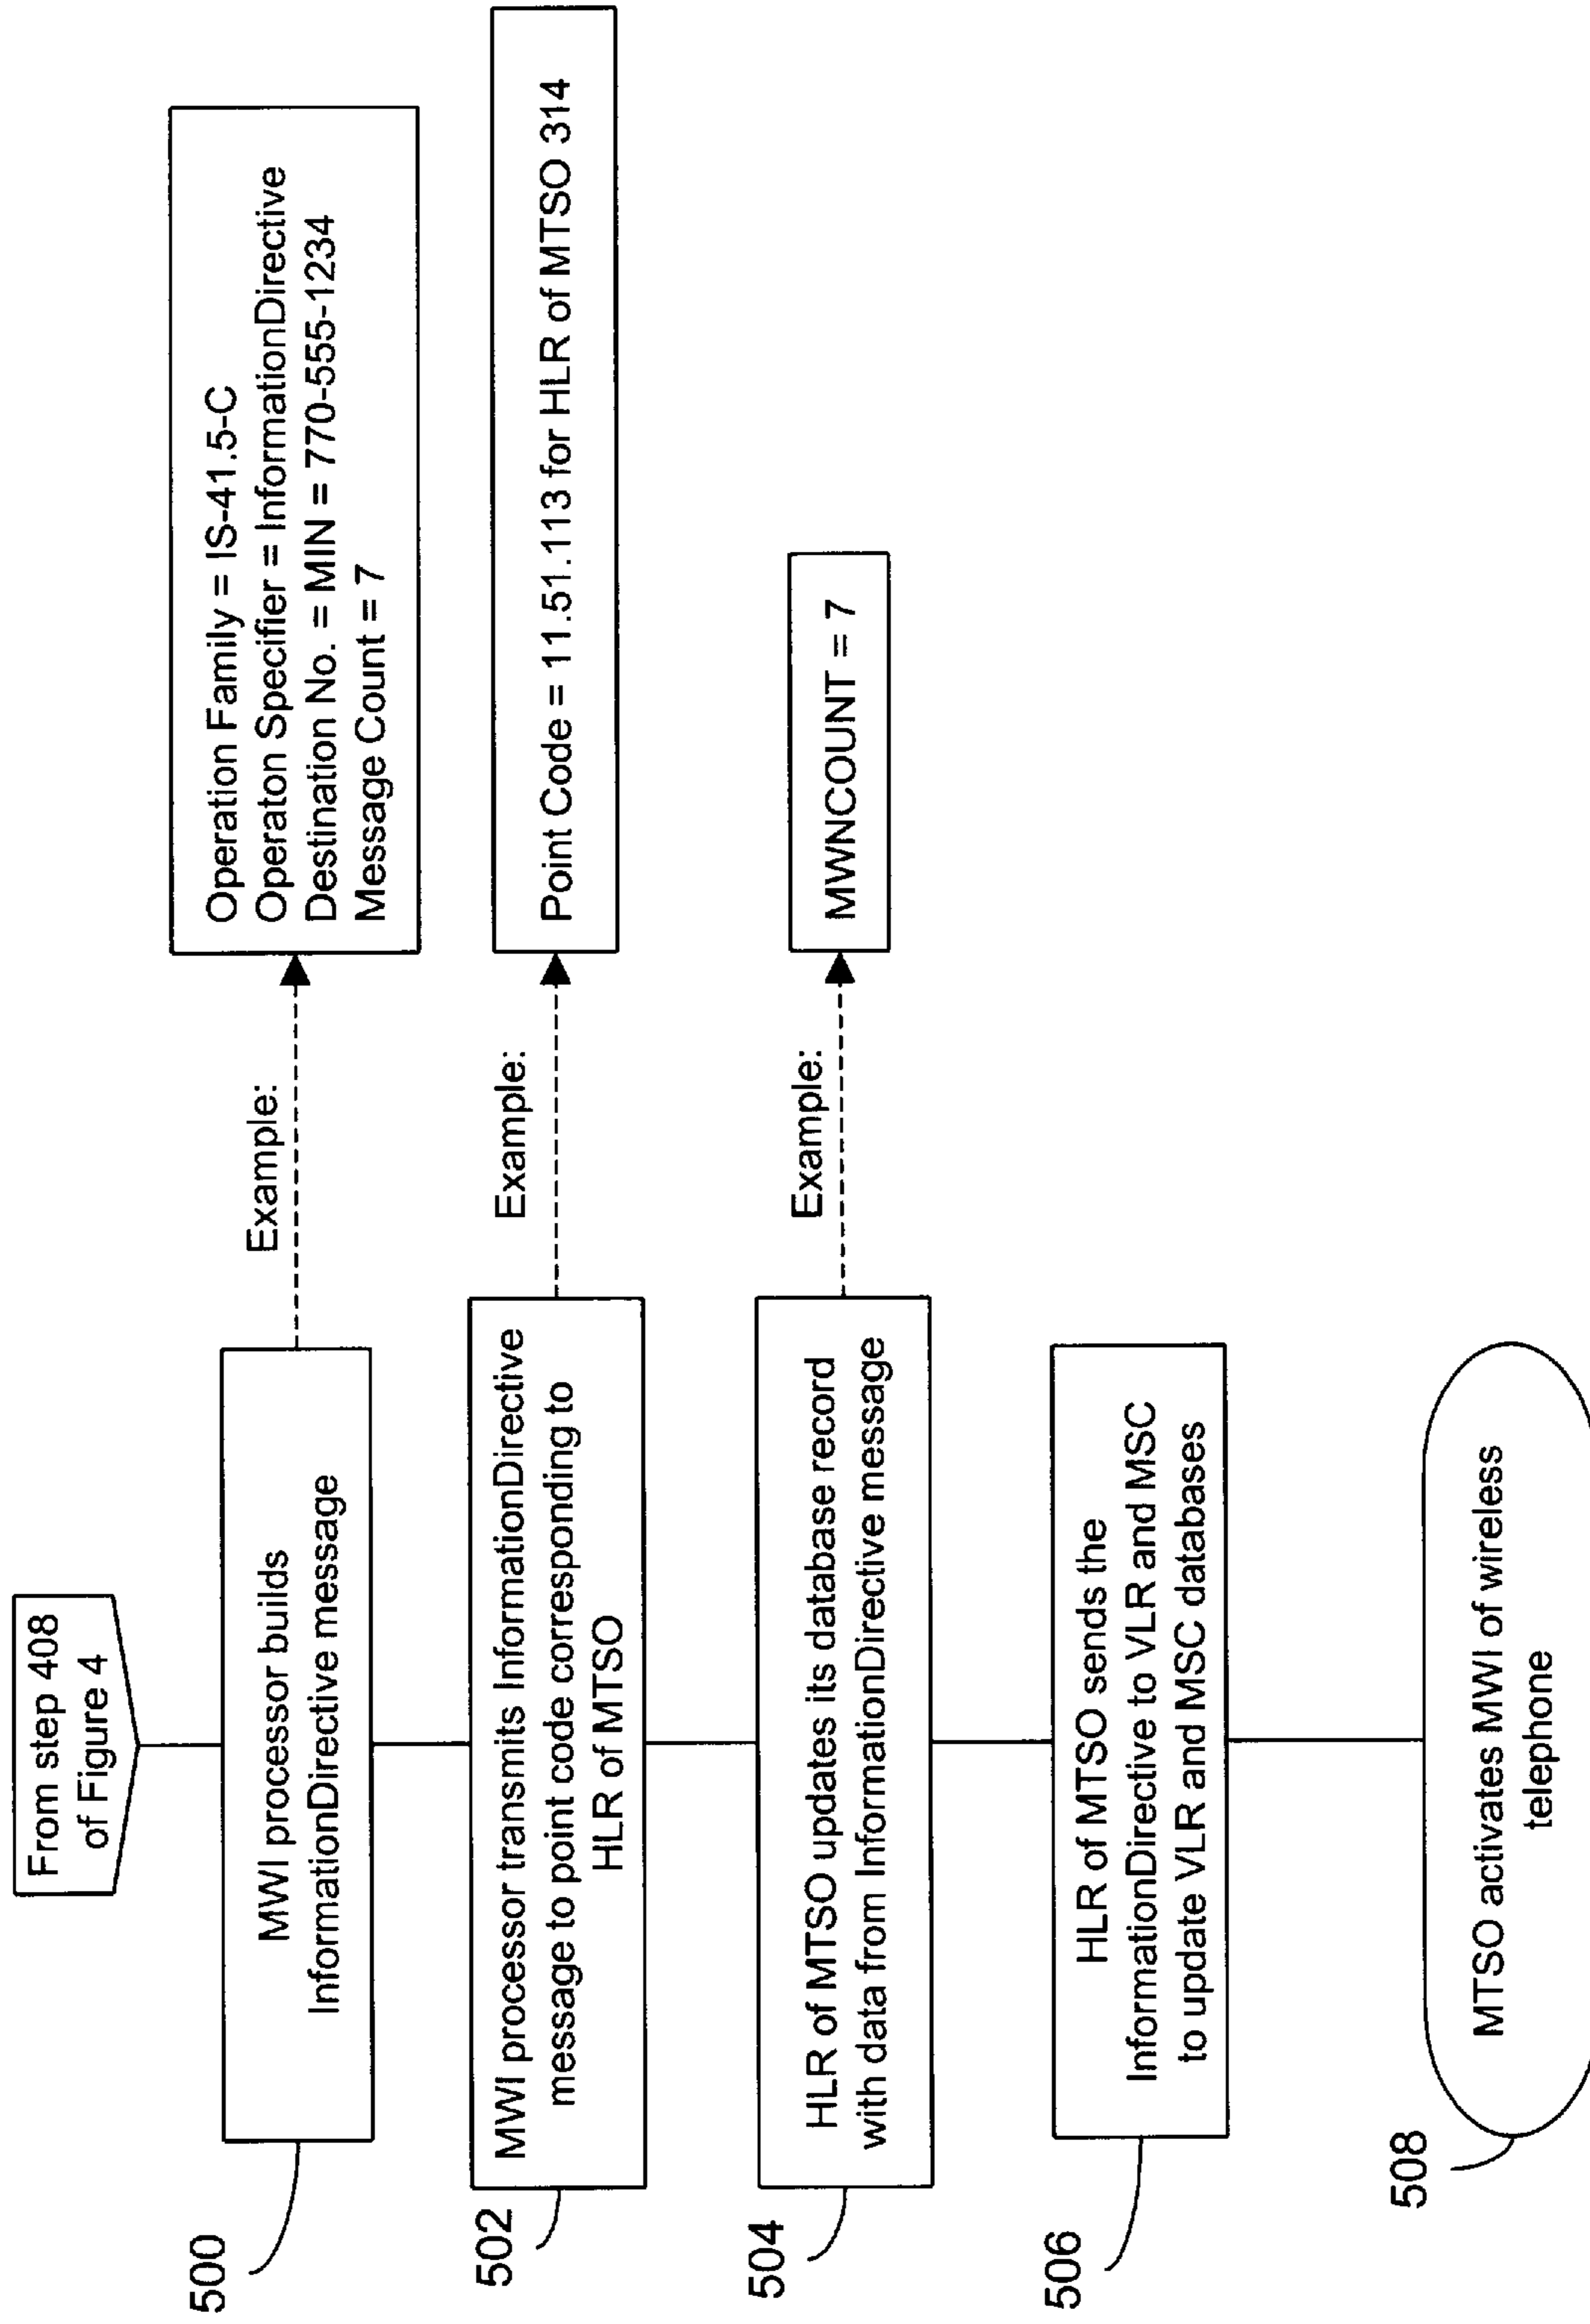 From step 408
of Figure 4
500
MWI processor builds
InformationDirective message
Example:
Operation Family = IS-41.5-C
Operaton Specifier = InformationDirective
Destination No. = MIN = 770-555-1234
Message Count = 7
502
MWI processor transmits InformationDirective
message to point code corresponding to
HLR of MTSO
Example:
Point Code = 11.51.113 for HLR of MTSO 314
504
HLR of MTSO updates its database record
with data from InformationDirective message
Example:
MWNCOUNT = 7
506
HLR of MTSO sends the
InformationDirective to VLR and MSC
to update VLR and MSC databases
508
MTSO activates MWI of wireless
telephone